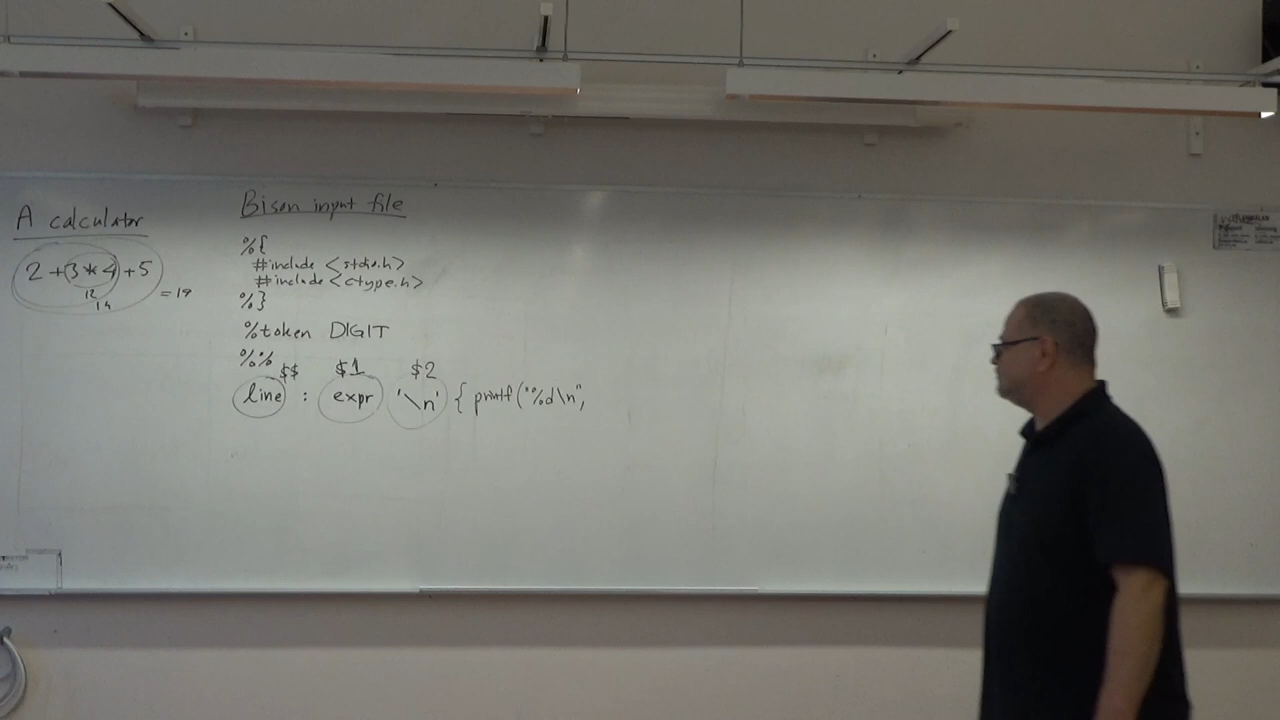 A calculator
2 + 3 * 4 + 5
12
14
= 19
Bison input file
%{
#include <stdio.h>
#include <ctype.h>
%}
%token DIGIT
%%
$$ $1 $2
line : expr '\n' { printf("%d\n",